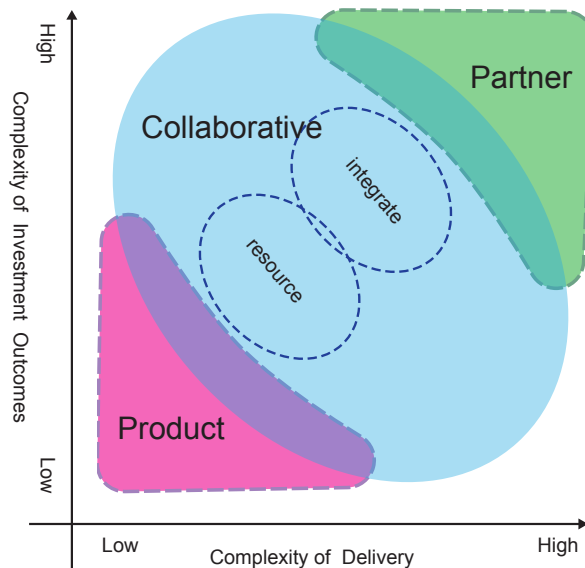 High
Partner
Collaborative
integrate
Complexity of Investment Outcomes
resource
Product
Low
Low
High
Complexity of Delivery